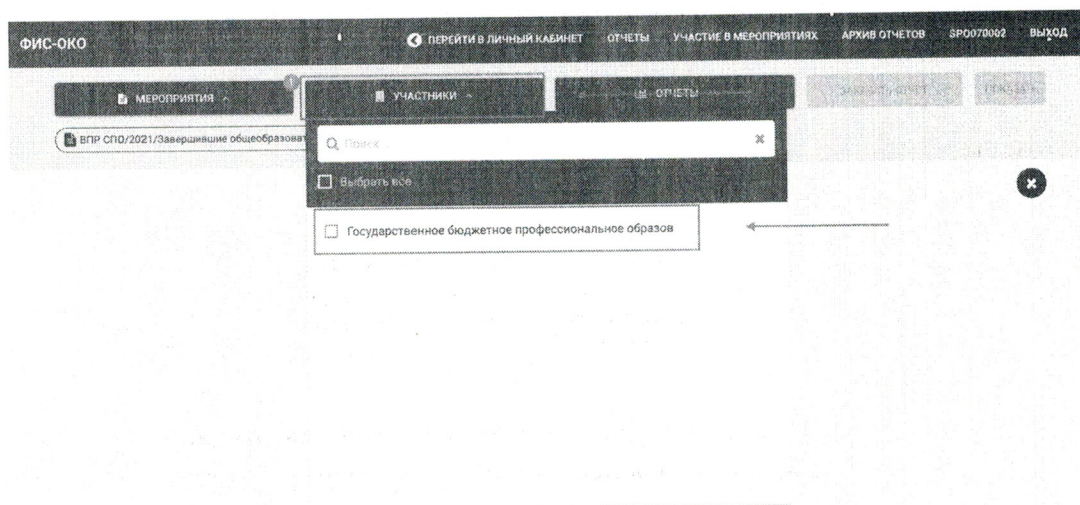 ФИС-ОКО
ПЕРЕЙТИ В ЛИЧНЫЙ КАБИНЕТ ОТЧЕТЫ УЧАСТИЕ В МЕРОПРИЯТИЯХ АРХИВ ОТЧЕТОВ SPO070002 ВЫХОД
МЕРОПРИЯТИЯ
1
УЧАСТНИКИ
ОТЧЕТЫ
ВПР СПО/2021/Завершившие общеобразоват
Поиск...
Выбрать все
Государственное бюджетное профессиональное образов